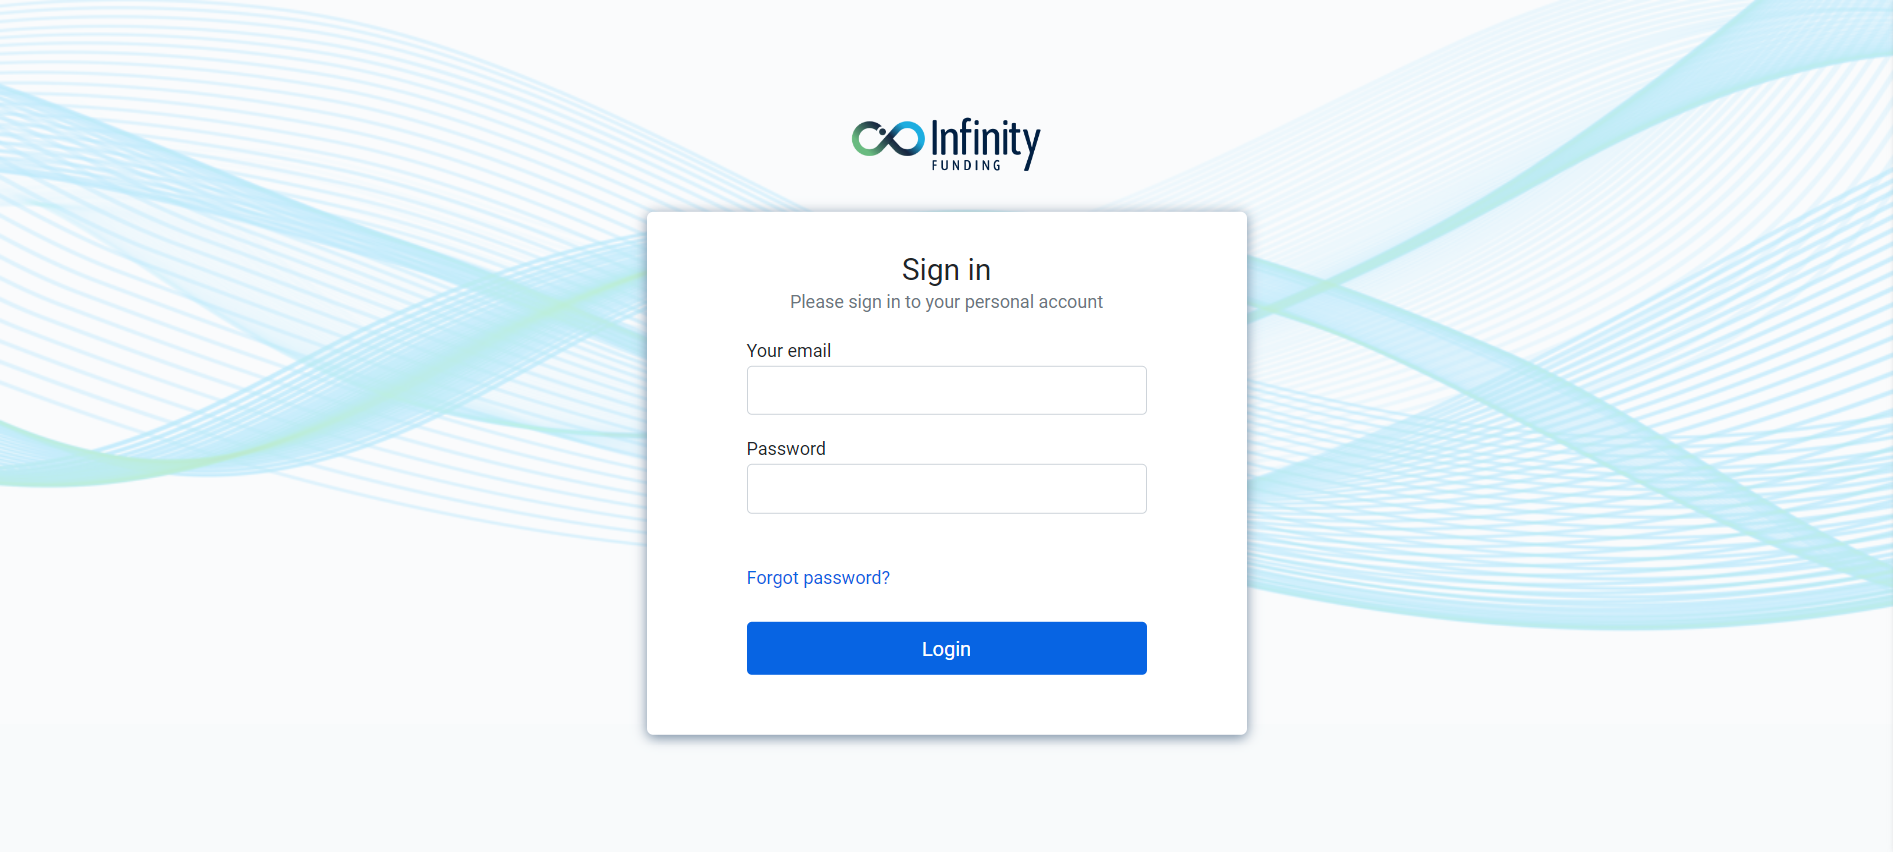 Infinity
FUNDING
Sign in
Please sign in to your personal account
Your email
Password
Forgot password?
Login